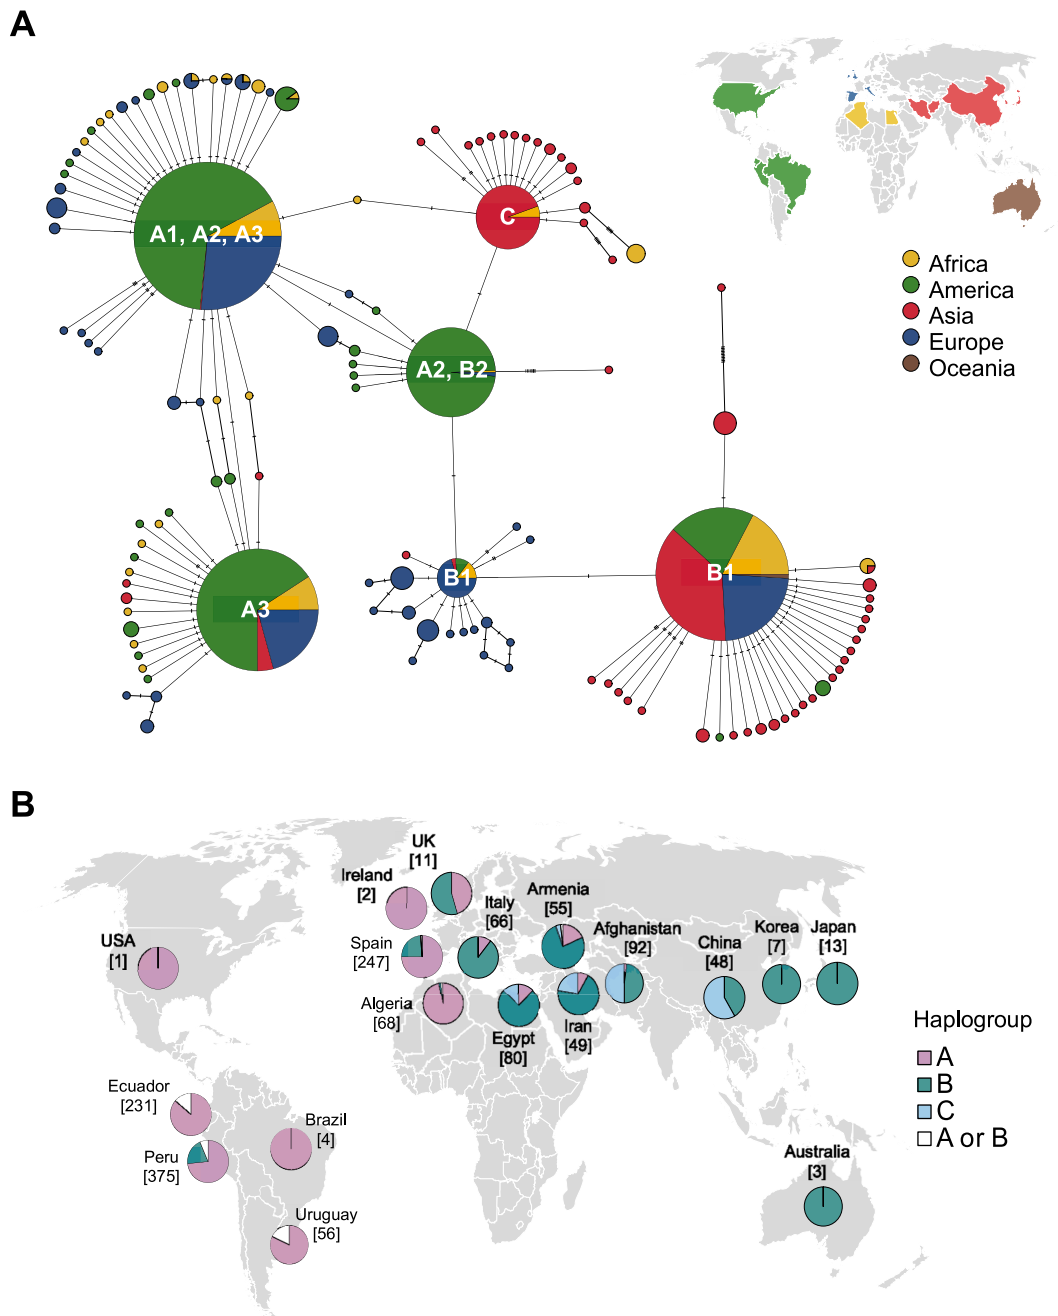 A
A1, A2, A3
C
A2, B2
A3
B1
B1
Africa
America
Asia
Europe
Oceania
B
UK
[11]
Ireland
[2]
Italy
[66]
Armenia
[55]
USA
[1]
Spain
[247]
Afghanistan
[92]
China
[48]
Korea
[7]
Japan
[13]
Algeria
[68]
Egypt
[80]
Iran
[49]
Ecuador
[231]
Peru
[375]
Brazil
[4]
Uruguay
[56]
Australia
[3]
Haplogroup
A
B
C
A or B